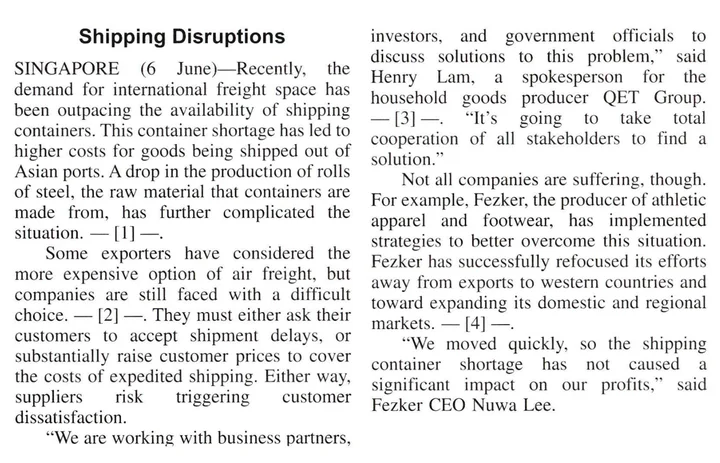 Shipping Disruptions
SINGAPORE (6 June)—Recently, the
demand for international freight space has
been outpacing the availability of shipping
containers. This container shortage has led to
higher costs for goods being shipped out of
Asian ports. A drop in the production of rolls
of steel, the raw material that containers are
made from, has further complicated the
situation. — [1] —.
Some exporters have considered the
more expensive option of air freight, but
companies are still faced with a difficult
choice. — [2] —. They must either ask their
customers to accept shipment delays, or
substantially raise customer prices to cover
the costs of expedited shipping. Either way,
suppliers risk triggering customer
dissatisfaction.
“We are working with business partners,
investors, and government officials to
discuss solutions to this problem,” said
Henry Lam, a spokesperson for the
household goods producer QET Group.
— [3] —. “It’s going to take total
cooperation of all stakeholders to find a
solution.”
Not all companies are suffering, though.
For example, Fezker, the producer of athletic
apparel and footwear, has implemented
strategies to better overcome this situation.
Fezker has successfully refocused its efforts
away from exports to western countries and
toward expanding its domestic and regional
markets. — [4] —.
“We moved quickly, so the shipping
container shortage has not caused a
significant impact on our profits,” said
Fezker CEO Nuwa Lee.